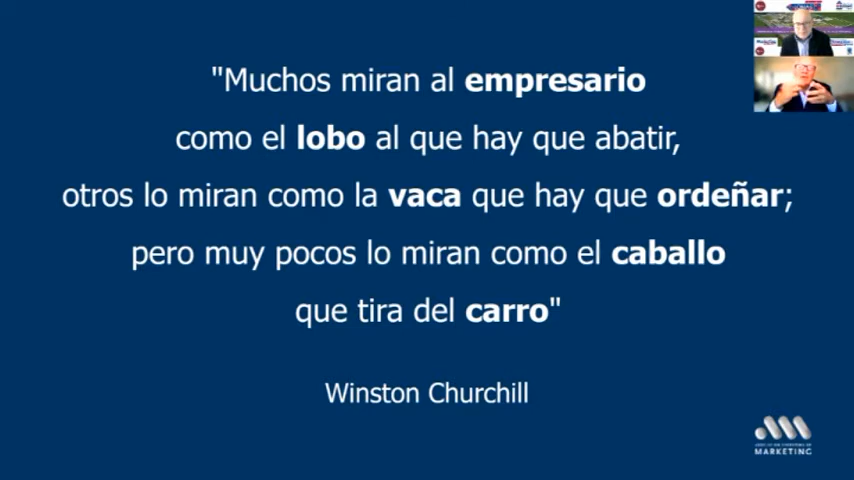 "Muchos miran al empresario
como el lobo al que hay que abatir,
otros lo miran como la vaca que hay que ordeñar;
pero muy pocos lo miran como el caballo
que tira del carro"
Winston Churchill
MARKETING